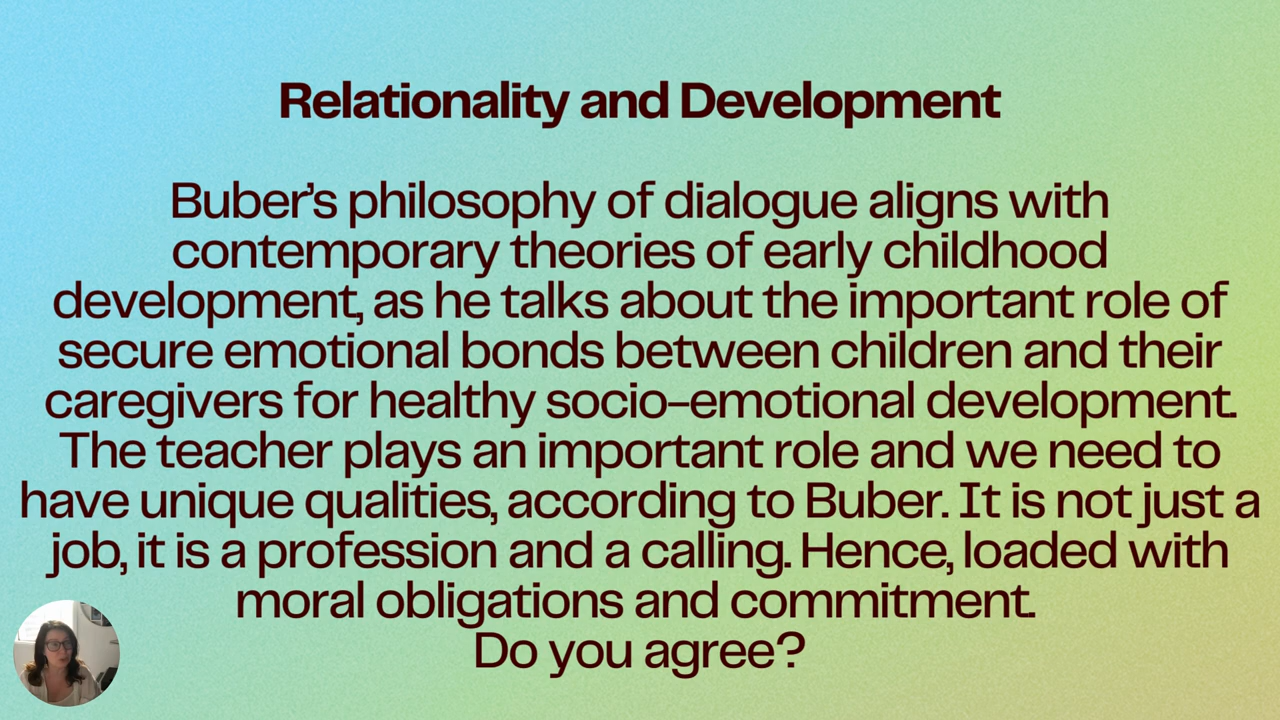 Relationality and Development
Buber's philosophy of dialogue aligns with
contemporary theories of early childhood
development, as he talks about the important role of
secure emotional bonds between children and their
caregivers for healthy socio-emotional development.
The teacher plays an important role and we need to
have unique qualities, according to Buber. It is not just a
job, it is a profession and a calling. Hence, loaded with
moral obligations and commitment.
Do you agree?